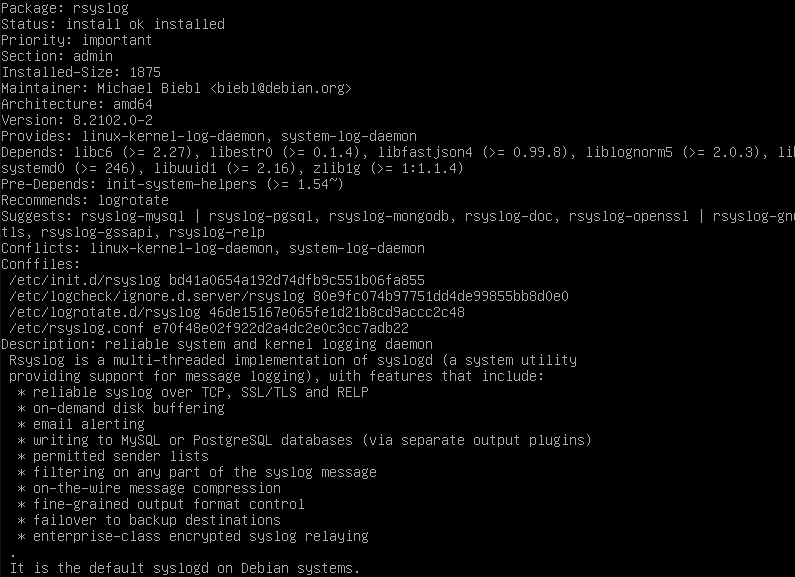 Package: rsyslog
Status: install ok installed
Priority: important
Section: admin
Installed-Size: 1875
Maintainer: Michael Biebl <biebl@debian.org>
Architecture: amd64
Version: 8.2102.0-2
Provides: linux-kernel-log-daemon, system-log-daemon
Depends: libc6 (>= 2.27), libestr0 (>= 0.1.4), libfastjson4 (>= 0.99.8), liblognorm5 (>= 2.0.3), li
systemd0 (>= 246), libuuid1 (>= 2.16), zlib1g (>= 1:1.1.4)
Pre-Depends: init-system-helpers (>= 1.54~)
Recommends: logrotate
Suggests: rsyslog-mysql | rsyslog-pgsql, rsyslog-mongodb, rsyslog-doc, rsyslog-openssl | rsyslog-gnu
tls, rsyslog-gssapi, rsyslog-relp
Conflicts: linux-kernel-log-daemon, system-log-daemon
Conffiles:
 /etc/init.d/rsyslog bd41a0654a192d74dfb9c551b06fa855
 /etc/logcheck/ignore.d.server/rsyslog 80e9fc074b97751dd4de99855bb8d0e0
 /etc/logrotate.d/rsyslog 46de15167e065fe1d21b8cd9accc2c48
 /etc/rsyslog.conf e70f48e02f922d2a4dc2e0c3cc7adb22
Description: reliable system and kernel logging daemon
 Rsyslog is a multi-threaded implementation of syslogd (a system utility
 providing support for message logging), with features that include:
  * reliable syslog over TCP, SSL/TLS and RELP
  * on-demand disk buffering
  * email alerting
  * writing to MySQL or PostgreSQL databases (via separate output plugins)
  * permitted sender lists
  * filtering on any part of the syslog message
  * on-the-wire message compression
  * fine-grained output format control
  * failover to backup destinations
  * enterprise-class encrypted syslog relaying
 .
 It is the default syslogd on Debian systems.